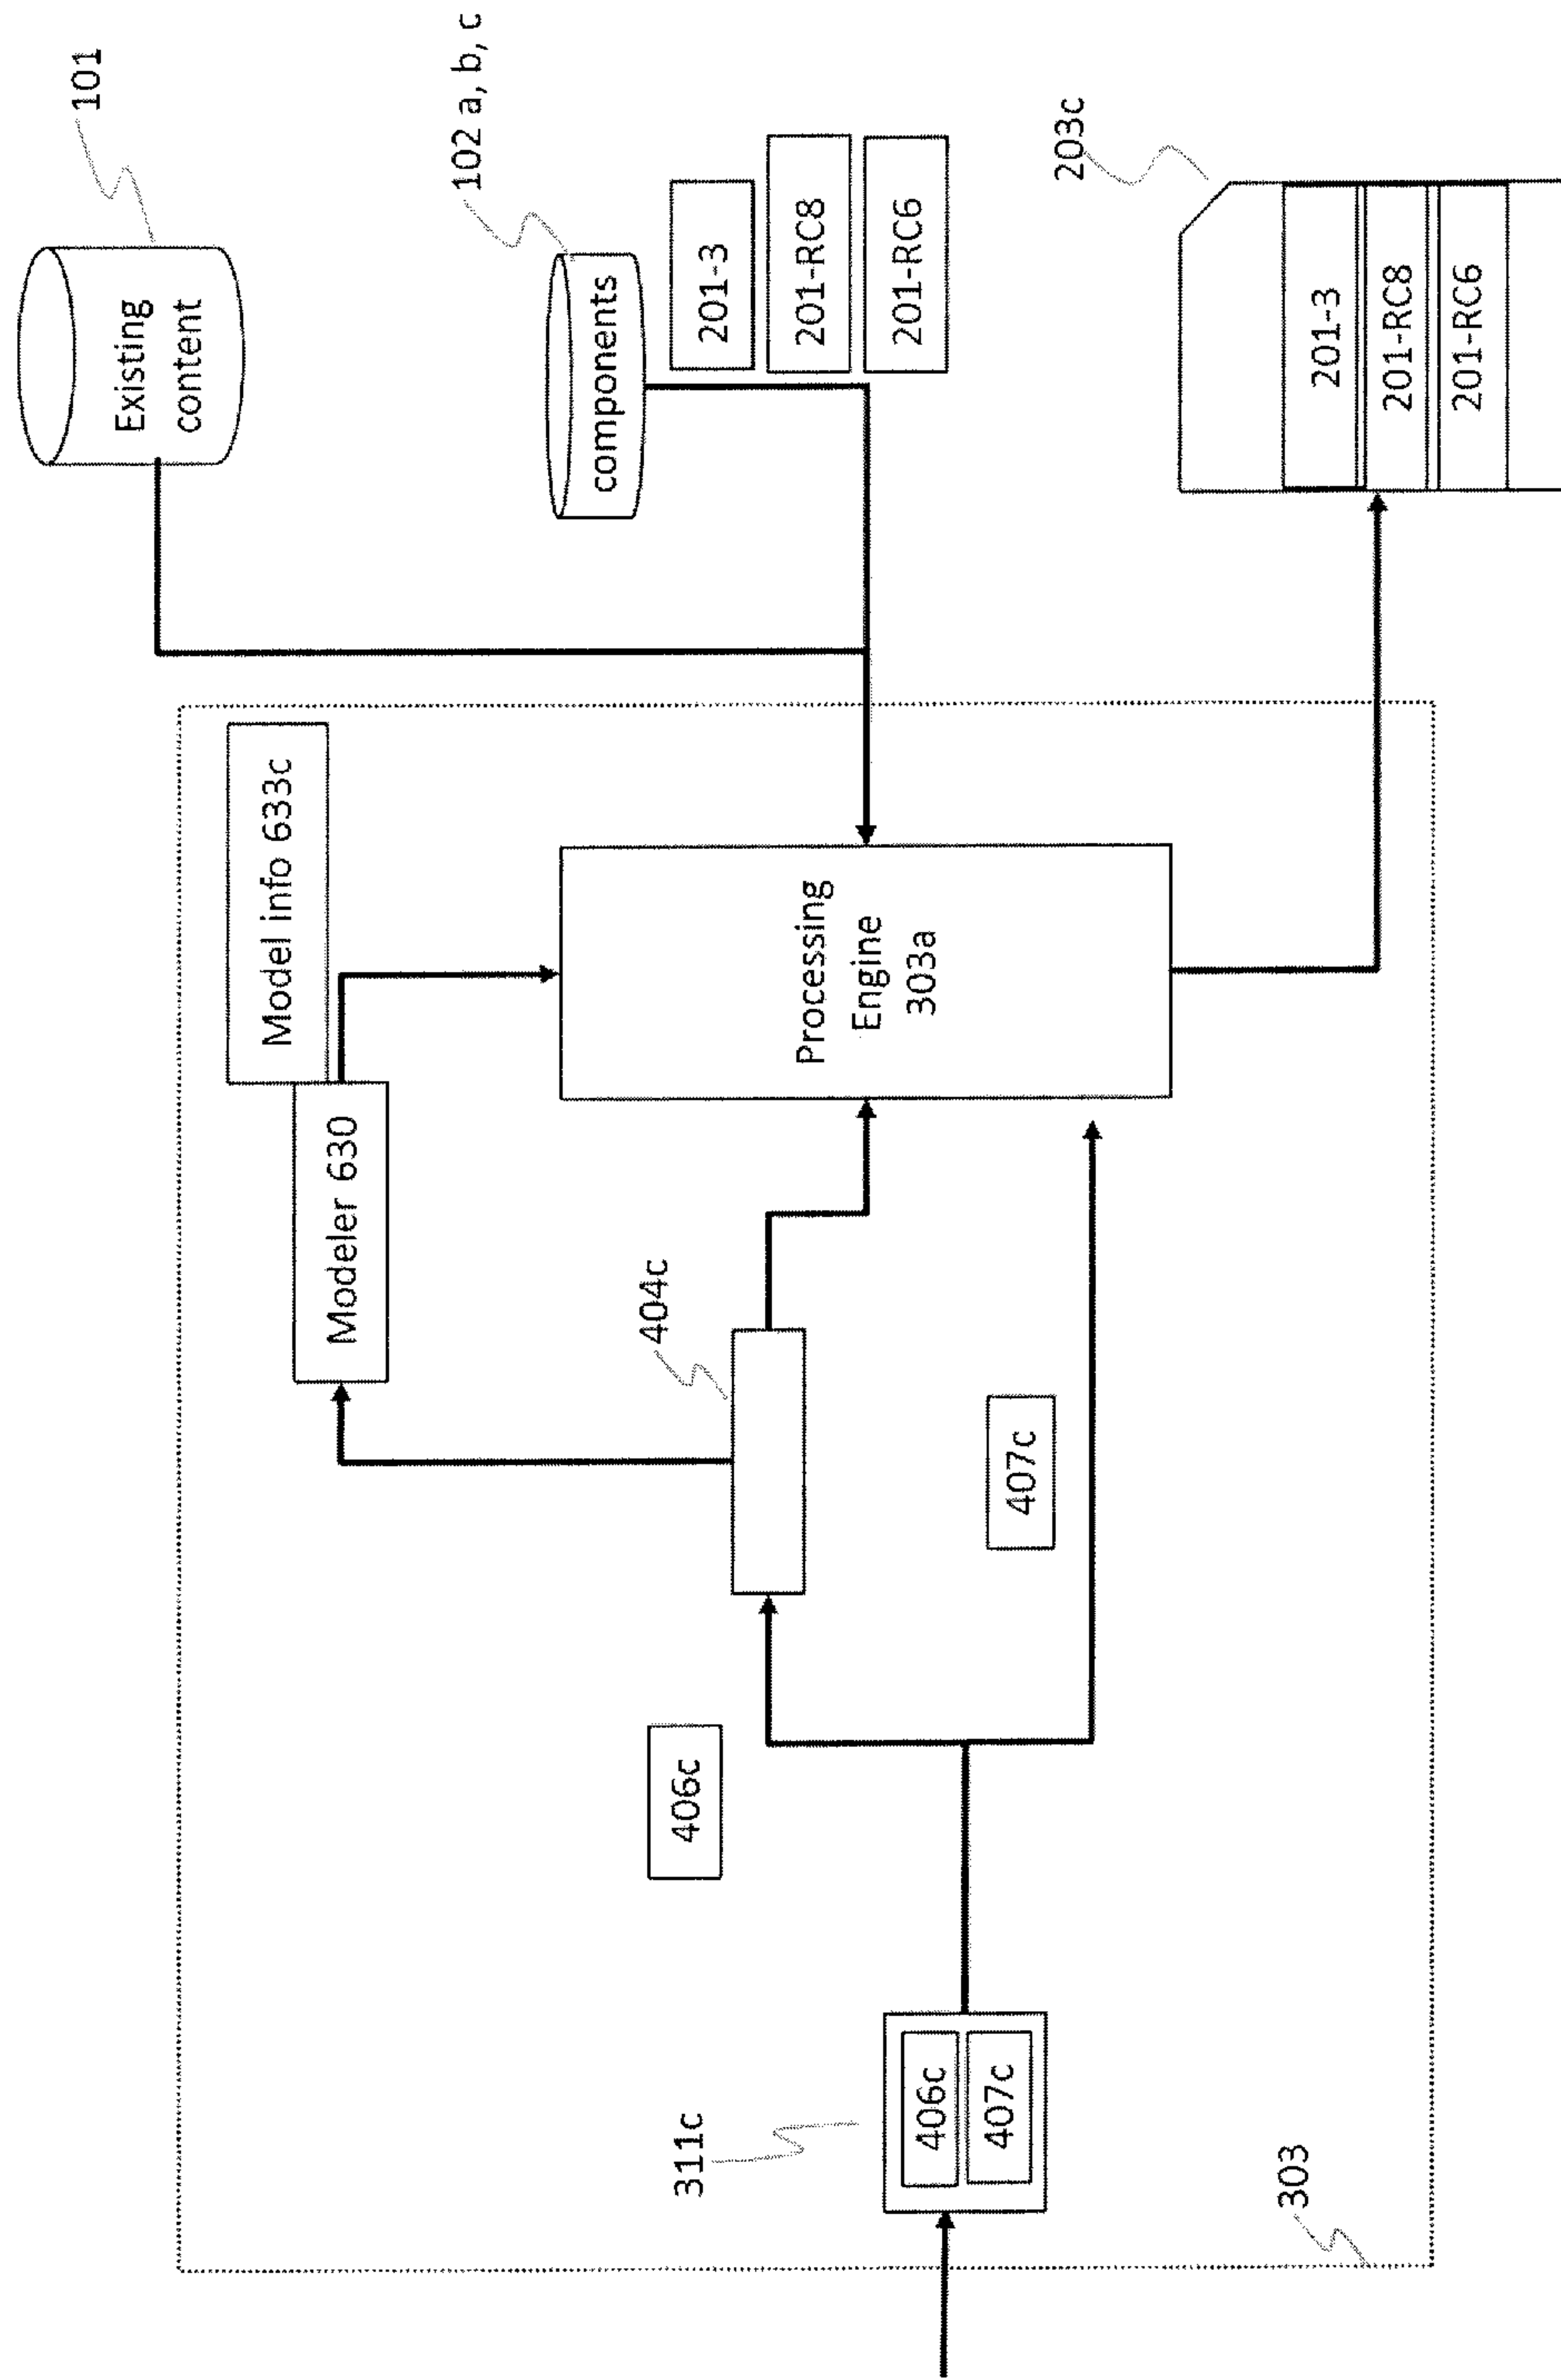 101
Existing
content
102 a, b, c
components
201-3
201-RC8
201-RC6
203c
201-3
201-RC8
201-RC6
Model info 633c
Modeler 630
Processing
Engine
303a
404c
407c
406c
311c
406c
407c
303